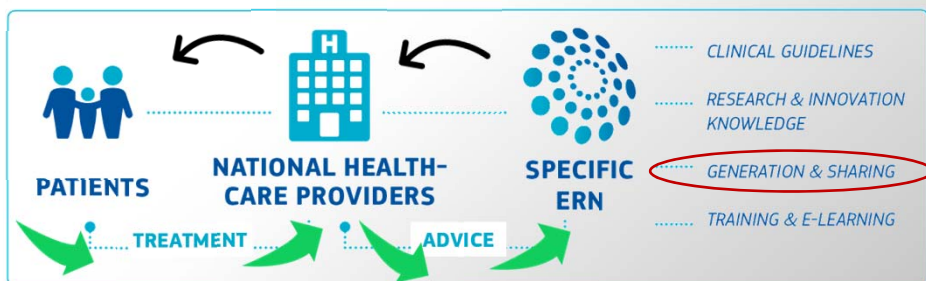 H
PATIENTS
NATIONAL HEALTH-
CARE PROVIDERS
SPECIFIC
ERN
TREATMENT
ADVICE
CLINICAL GUIDELINES
RESEARCH & INNOVATION
KNOWLEDGE
GENERATION & SHARING
TRAINING & E-LEARNING